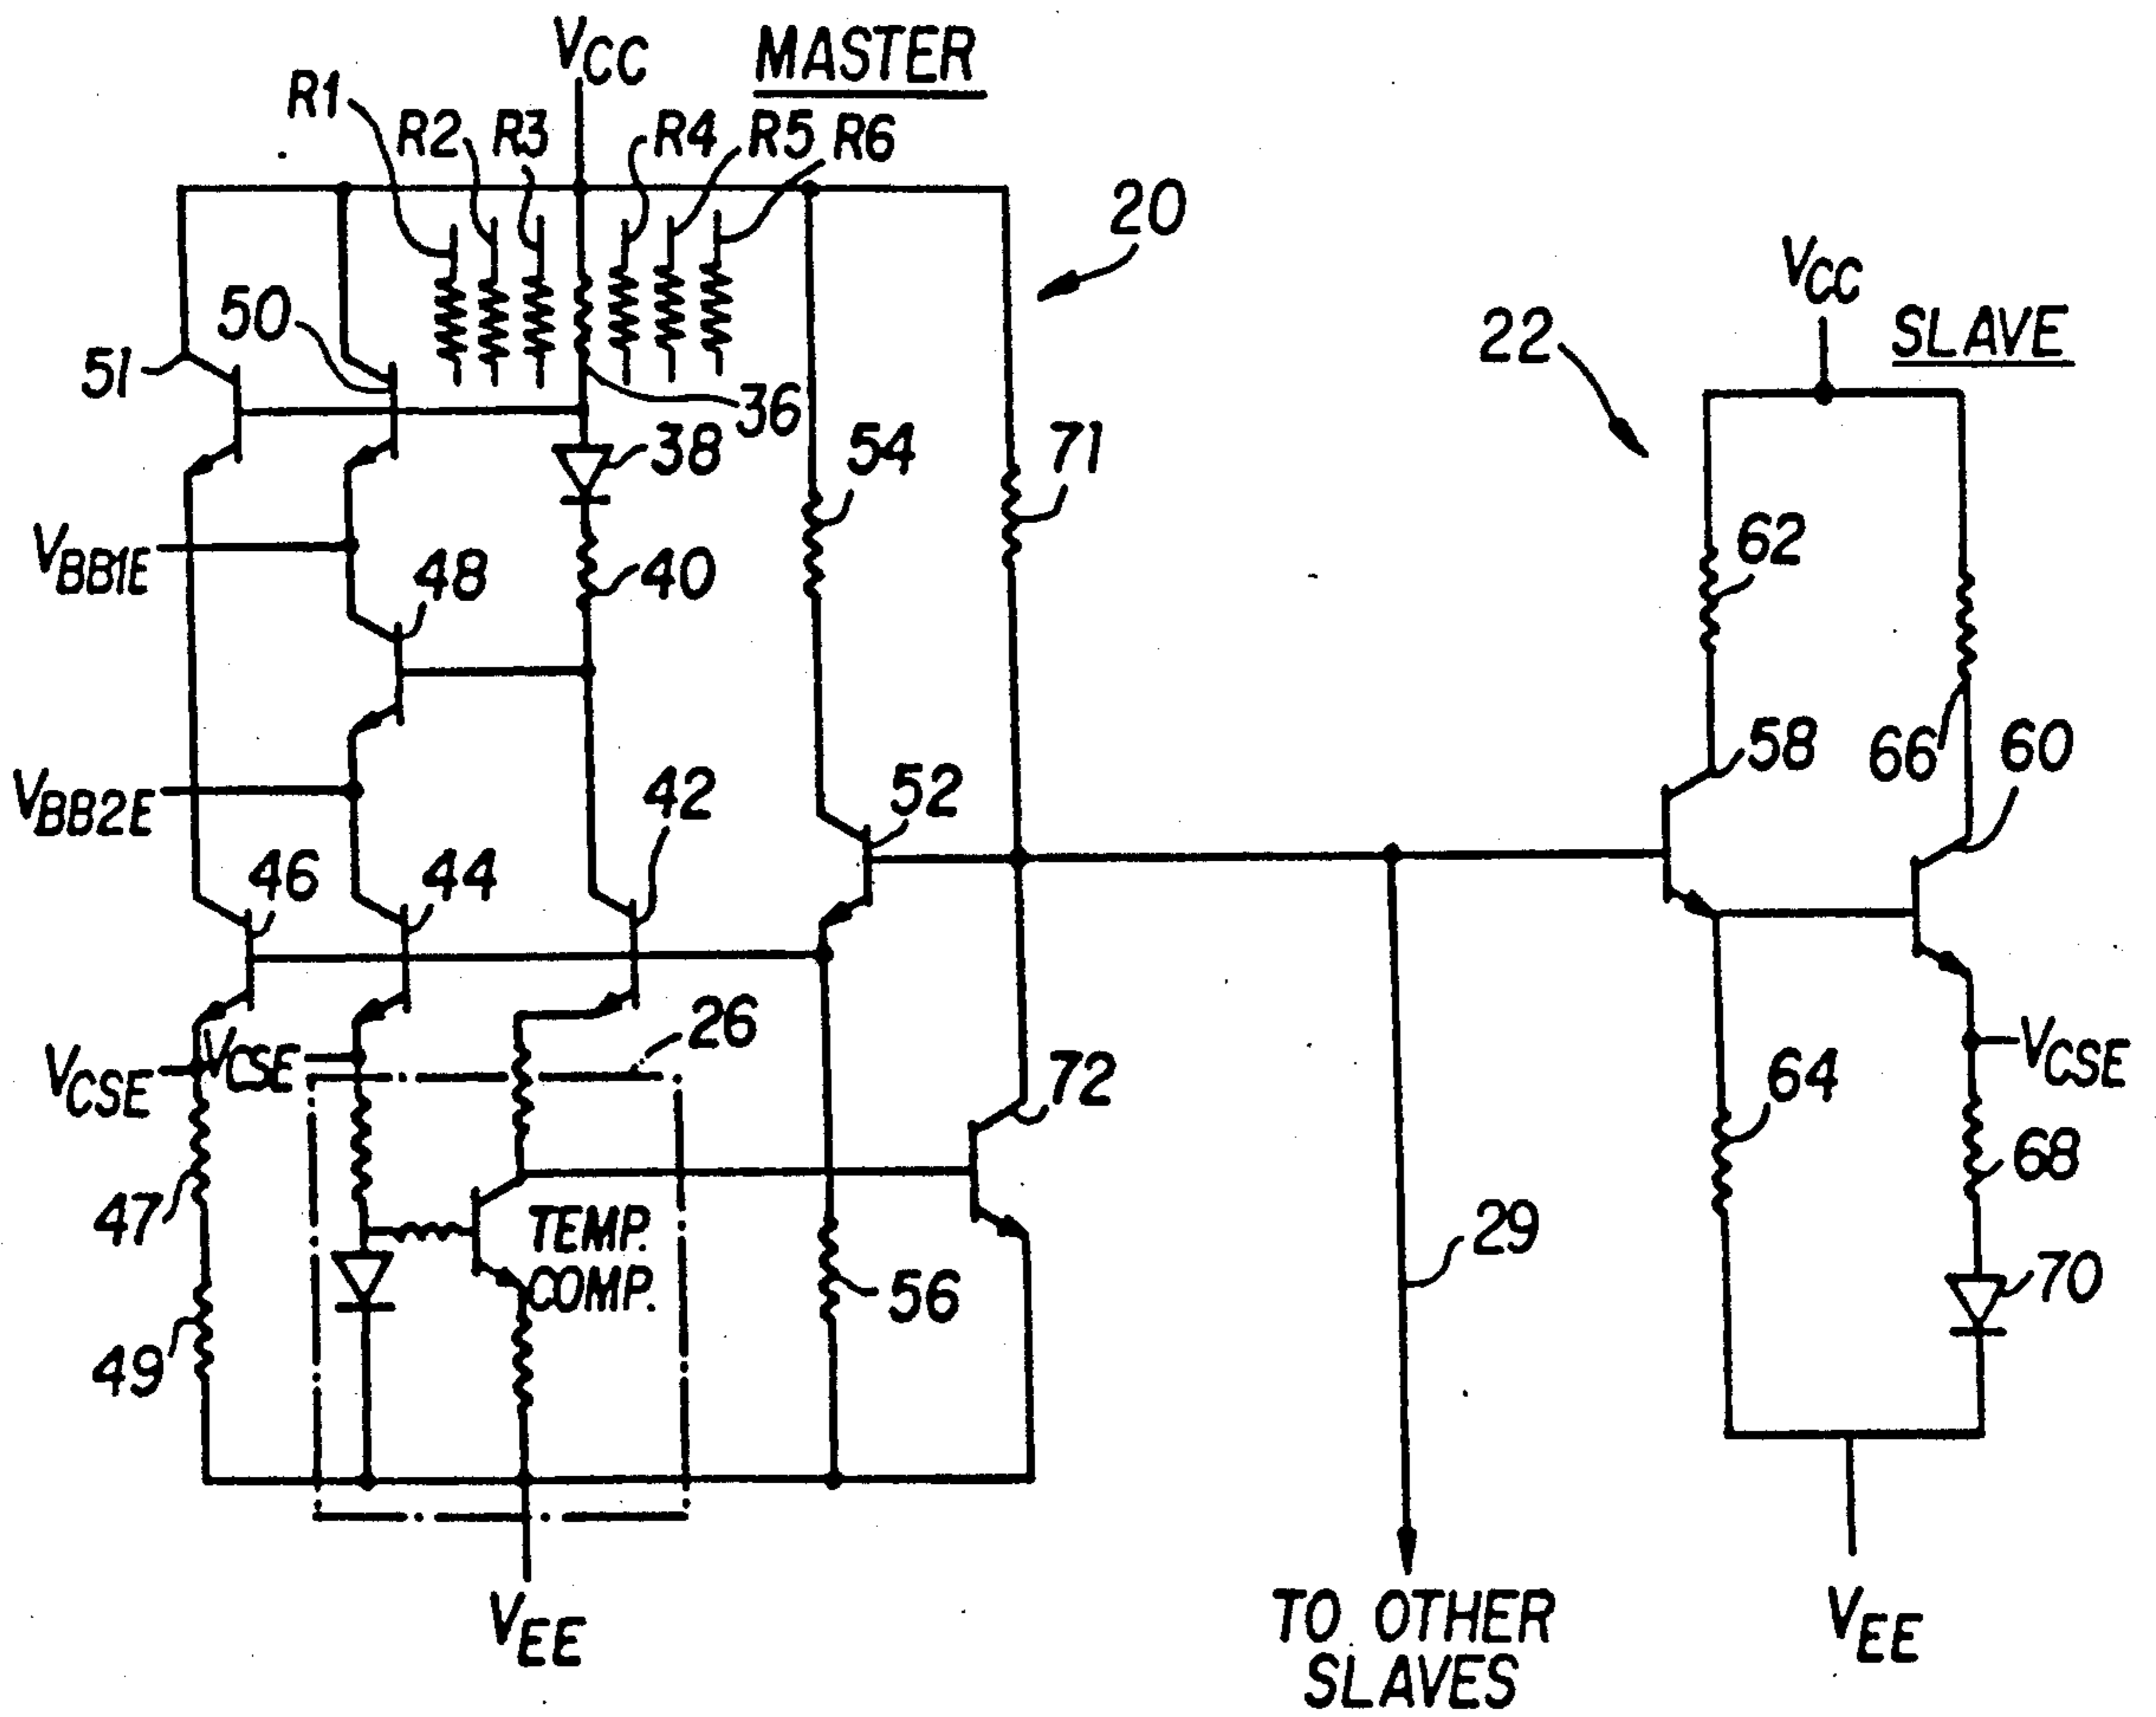 VCC
MASTER
R1
R2
R3
R4
R5
R6
20
VCC
SLAVE
22
50
51
36
38
54
71
62
VBB1E
48
40
58
66
60
VBB2E
42
52
46
44
26
VCSE
VCSE
72
64
VCSE
68
47
TEMP.
COMP.
56
29
70
49
VEE
TO OTHER
SLAVES
VEE